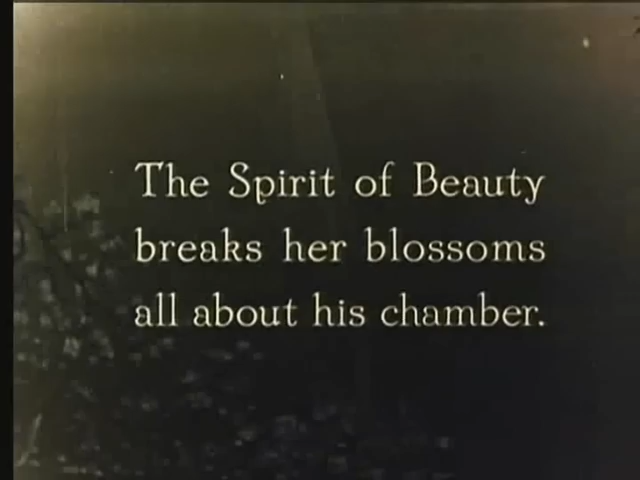 The Spirit of Beauty
breaks her blossoms
all about his chamber.